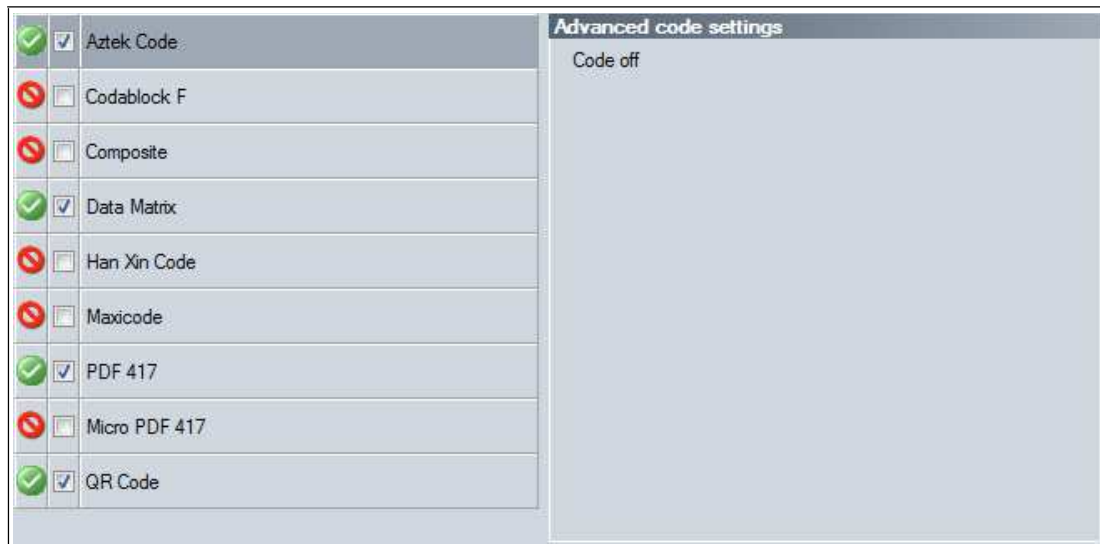 Aztek Code
Codablock F
Composite
Data Matrix
Han Xin Code
Maxicode
PDF 417
Micro PDF 417
QR Code
Advanced code settings
Code off